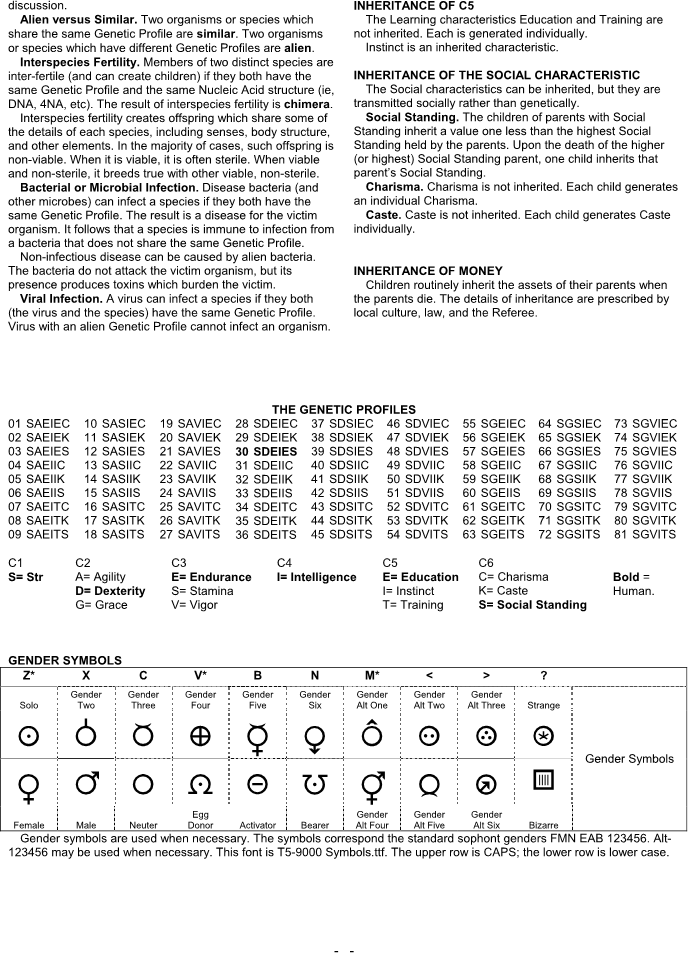 discussion.
Alien versus Similar. Two organisms or species which
share the same Genetic Profile are similar. Two organisms
or species which have different Genetic Profiles are alien.
Interspecies Fertility. Members of two distinct species are
inter-fertile (and can create children) if they both have the
same Genetic Profile and the same Nucleic Acid structure (ie,
DNA, 4NA, etc). The result of interspecies fertility is chimera.
Interspecies fertility creates offspring which share some of
the details of each species, including senses, body structure,
and other elements. In the majority of cases, such offspring is
non-viable. When it is viable, it is often sterile. When viable
and non-sterile, it breeds true with other viable, non-sterile.
Bacterial or Microbial Infection. Disease bacteria (and
other microbes) can infect a species if they both have the
same Genetic Profile. The result is a disease for the victim
organism. It follows that a species is immune to infection from
a bacteria that does not share the same Genetic Profile.
Non-infectious disease can be caused by alien bacteria.
The bacteria do not attack the victim organism, but its
presence produces toxins which burden the victim.
Viral Infection. A virus can infect a species if they both
(the virus and the species) have the same Genetic Profile.
Virus with an alien Genetic Profile cannot infect an organism.
INHERITANCE OF C5
The Learning characteristics Education and Training are
not inherited. Each is generated individually.
Instinct is an inherited characteristic.
INHERITANCE OF THE SOCIAL CHARACTERISTIC
The Social characteristics can be inherited, but they are
transmitted socially rather than genetically.
Social Standing. The children of parents with Social
Standing inherit a value one less than the highest Social
Standing held by the parents. Upon the death of the higher
(or highest) Social Standing parent, one child inherits that
parent's Social Standing.
Charisma. Charisma is not inherited. Each child generates
an individual Charisma.
Caste. Caste is not inherited. Each child generates Caste
individually.
INHERITANCE OF MONEY
Children routinely inherit the assets of their parents when
the parents die. The details of inheritance are prescribed by
local culture, law, and the Referee.
THE GENETIC PROFILES
01 SAEIEC 10 SASIEC 19 SAVIEC 28 SDEIEC 37 SDSIEC 46 SDVIEC 55 SGEIEC 64 SGSIEC 73 SGVIEC
02 SAEIEK 11 SASIEK 20 SAVIEK 29 SDEIEK 38 SDSIEK 47 SDVIEK 56 SGEIEK 65 SGSIEK 74 SGVIEK
03 SAEIES 12 SASIES 21 SAVIES 30 SDEIES 39 SDSIES 48 SDVIES 57 SGEIES 66 SGSIES 75 SGVIES
04 SAEIIC 13 SASIIC 22 SAVIIC 31 SDEIIC 40 SDSIIC 49 SDVIIC 58 SGEIIC 67 SGSIIC 76 SGVIIC
05 SAEIIK 14 SASIIK 23 SAVIIK 32 SDEIIK 41 SDSIIK 50 SDVIIK 59 SGEIIK 68 SGSIIK 77 SGVIIK
06 SAEIIS 15 SASIIS 24 SAVIIS 33 SDEIIS 42 SDSIIS 51 SDVIIS 60 SGEIIS 69 SGSIIS 78 SGVIIS
07 SAEITC 16 SASITC 25 SAVITC 34 SDEITC 43 SDSITC 52 SDVITC 61 SGEITC 70 SGSITC 79 SGVITC
08 SAEITK 17 SASITK 26 SAVITK 35 SDEITK 44 SDSITK 53 SDVITK 62 SGEITK 71 SGSITK 80 SGVITK
09 SAEITS 18 SASITS 27 SAVITS 36 SDEITS 45 SDSITS 54 SDVITS 63 SGEITS 72 SGSITS 81 SGVITS
C1 C2 C3 C4 C5 C6
S= Str A= Agility E= Endurance I= Intelligence E= Education C= Charisma Bold =
D= Dexterity S= Stamina I= Instinct K= Caste Human.
G= Grace V= Vigor T= Training S= Social Standing
GENDER SYMBOLS
Z* X C V* B N M* < > ?
Gender Gender Gender Gender Gender Gender Gender Gender
Solo Two Three Four Five Six Alt One Alt Two Alt Three Strange
Gender Symbols
Egg Gender Gender Gender
Female Male Neuter Donor Activator Bearer Alt Four Alt Five Alt Six Bizarre
Gender symbols are used when necessary. The symbols correspond the standard sophont genders FMN EAB 123456. Alt-
123456 may be used when necessary. This font is T5-9000 Symbols.ttf. The upper row is CAPS; the lower row is lower case.
- -